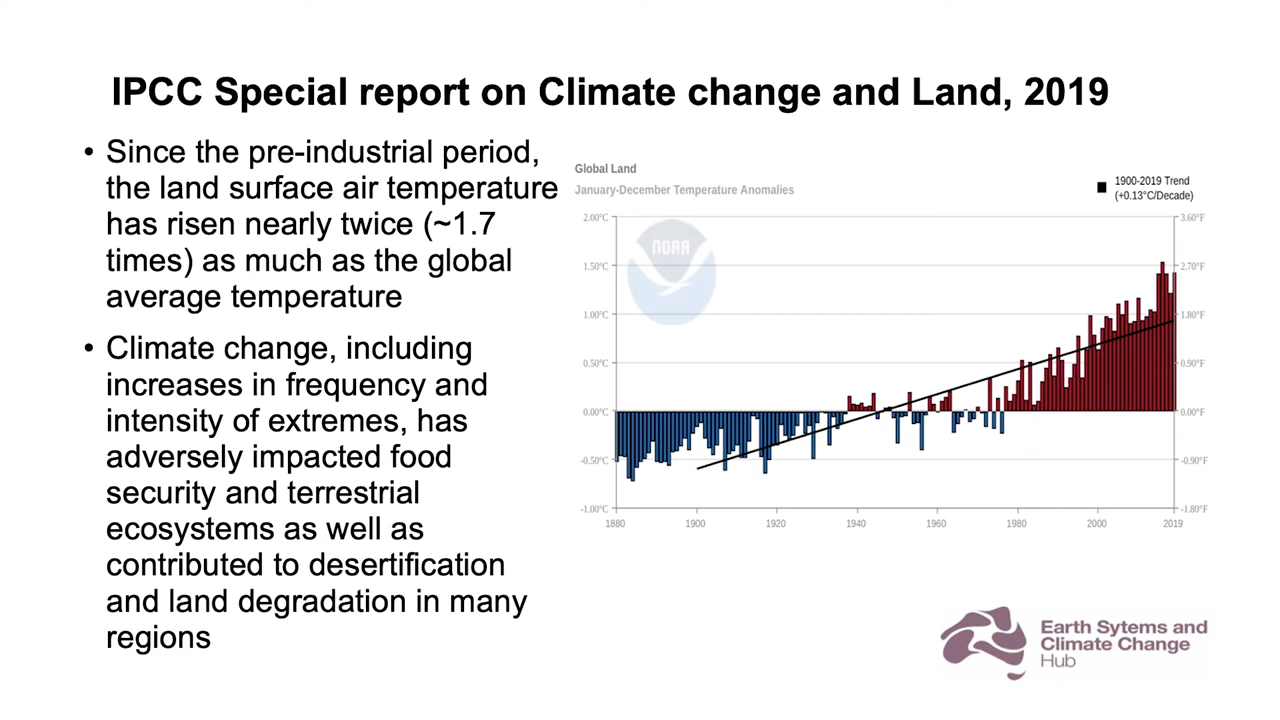 IPCC Special report on Climate change and Land, 2019
• Since the pre-industrial period,
the land surface air temperature
has risen nearly twice (~1.7
times) as much as the global
average temperature
• Climate change, including
increases in frequency and
intensity of extremes, has
adversely impacted food
security and terrestrial
ecosystems as well as
contributed to desertification
and land degradation in many
regions
Global Land
January-December Temperature Anomalies
1900-2019 Trend
(+0.13°C/Decade)
NOAA
2.00°C 3.60°F
1.50°C 2.70°F
1.00°C 1.80°F
0.50°C 0.90°F
0.00°C 0.00°F
-0.50°C -0.90°F
-1.00°C -1.80°F
1880 1900 1920 1940 1960 1980 2000 2019
Earth Sytems and
Climate Change
Hub